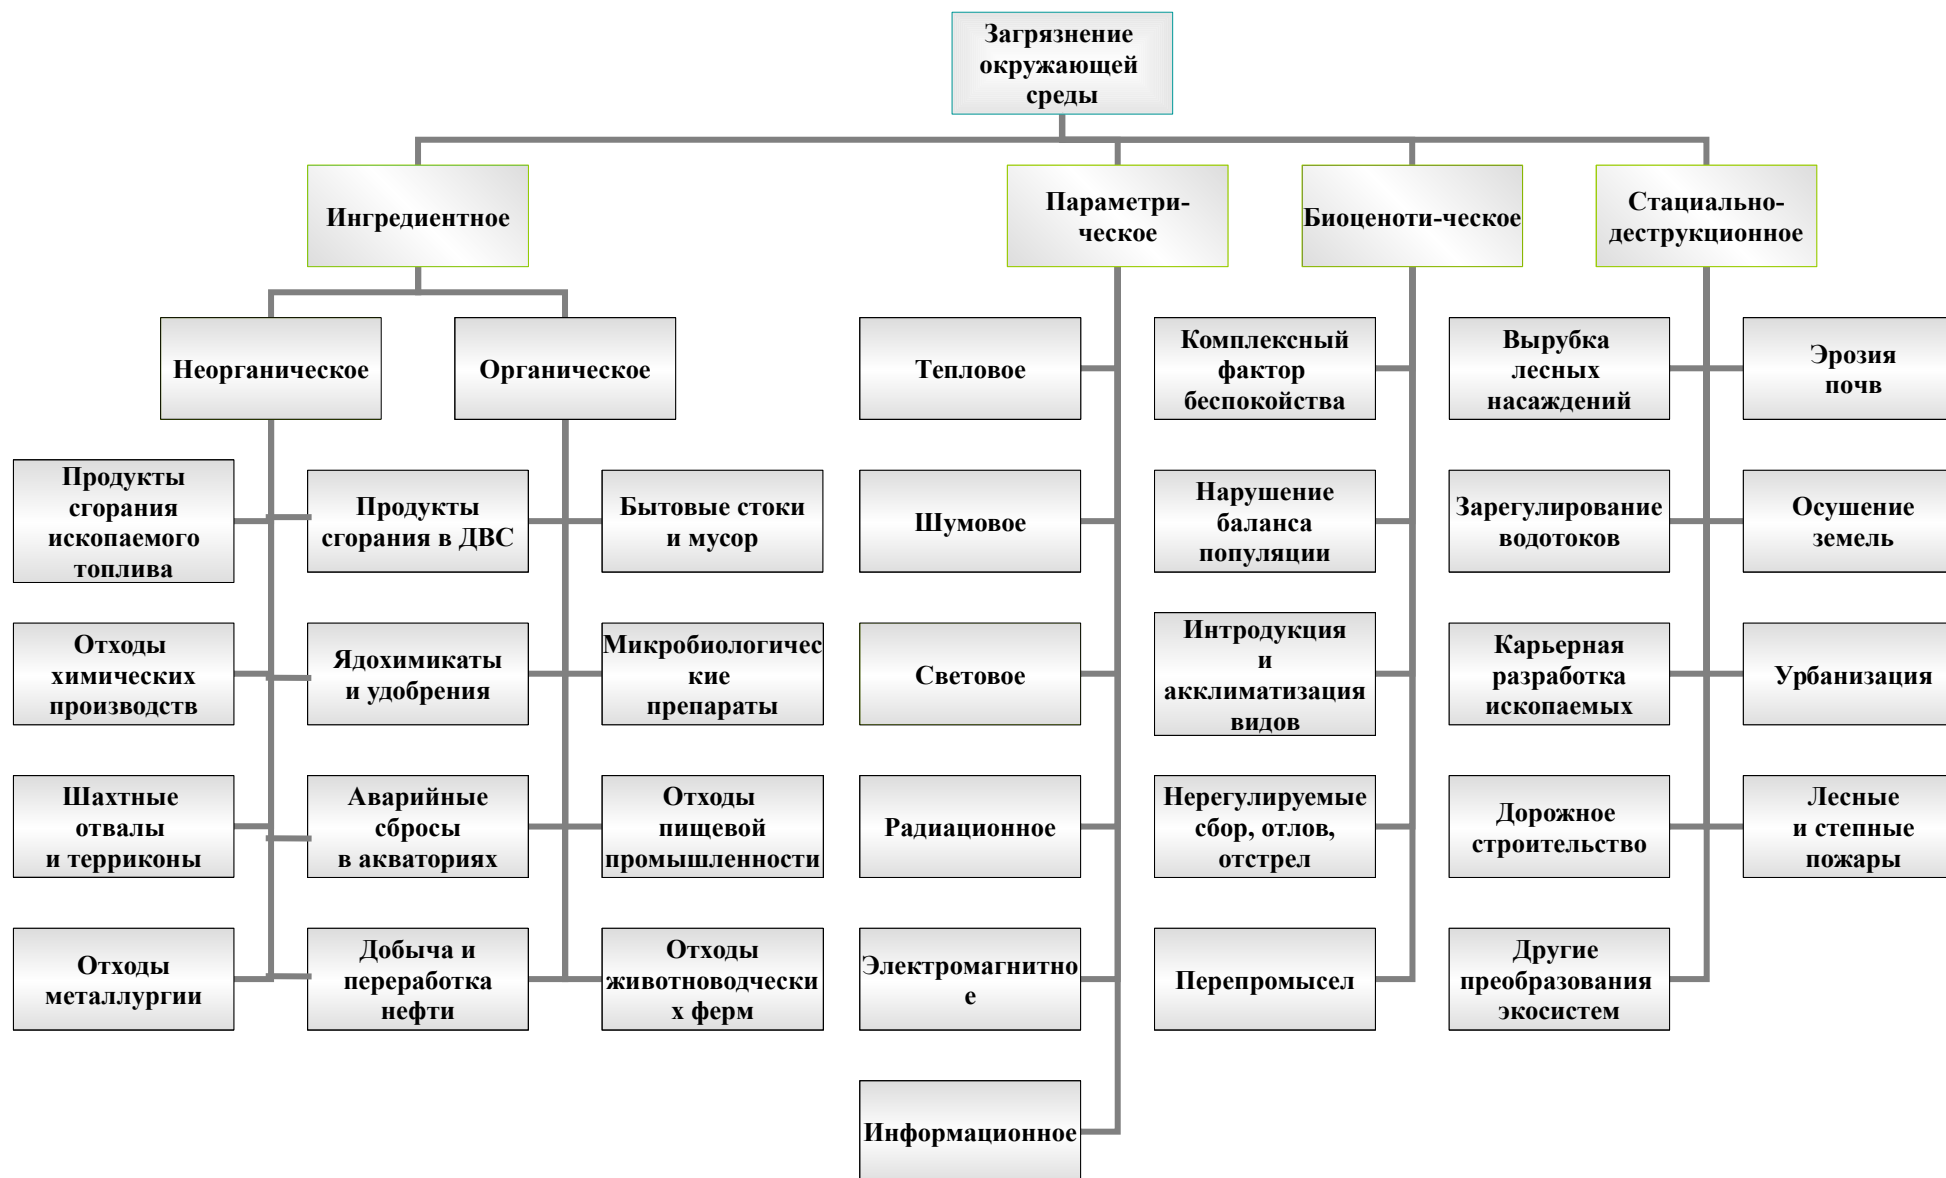 Загрязнение
окружающей
среды
Ингредиентное
Параметри-
ческое
Биоценоти-ческое
Стациально-
деструкционное
Неорганическое
Органическое
Тепловое
Комплексный
фактор
беспокойства
Вырубка
лесных
насаждений
Эрозия
почв
Продукты
сгорания
ископаемого
топлива
Продукты
сгорания в ДВС
Бытовые стоки
и мусор
Шумовое
Нарушение
баланса
популяции
Зарегулирование
водотоков
Осушение
земель
Отходы
химических
производств
Ядохимикаты
и удобрения
Микробиологичес
кие
препараты
Световое
Интродукция
и
акклиматизация
видов
Карьерная
разработка
ископаемых
Урбанизация
Шахтные
отвалы
и терриконы
Аварийные
сбросы
в акваториях
Отходы
пищевой
промышленности
Радиационное
Нерегулируемые
сбор, отлов,
отстрел
Дорожное
строительство
Лесные
и степные
пожары
Отходы
металлургии
Добыча и
переработка
нефти
Отходы
животноводчески
х ферм
Электромагнитно
е
Перепромысел
Другие
преобразования
экосистем
Информационное